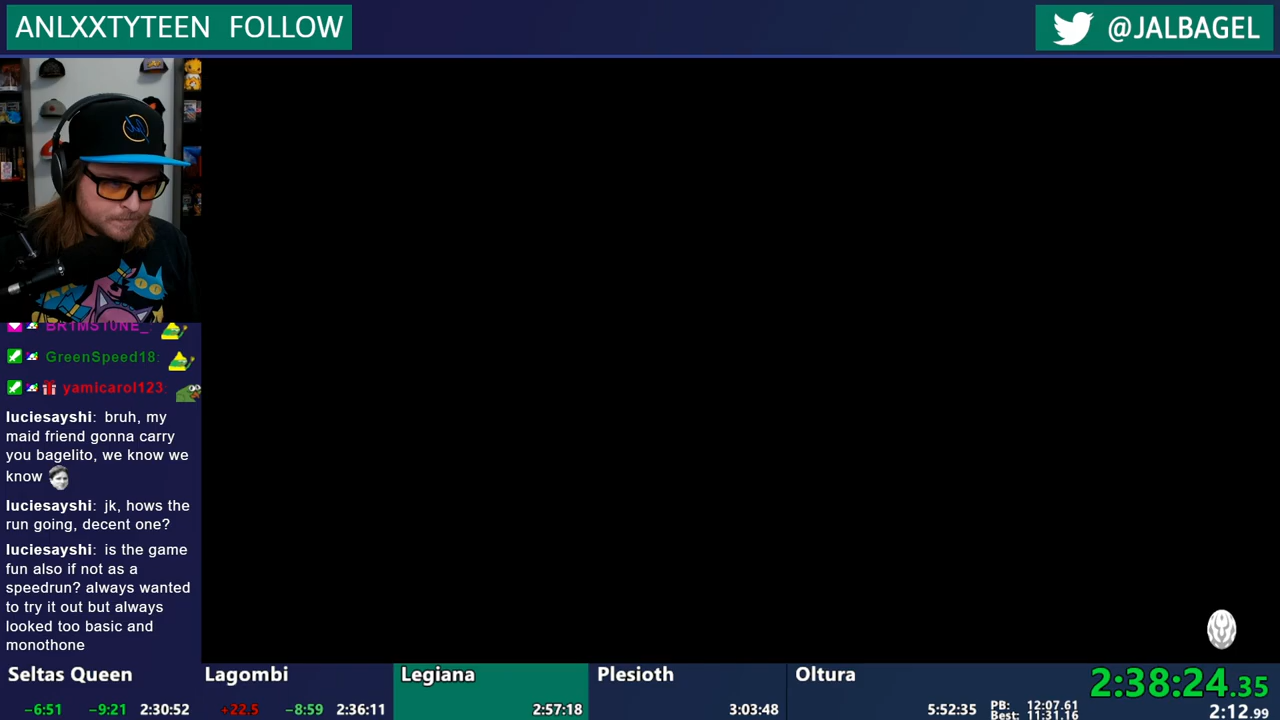 ANLXXTYTEEN FOLLOW
@JALBAGEL
BR1MST0NE_
GreenSpeed18:
yamicarol123:
luciesayshi: bruh, my
maid friend gonna carry
you bagelito, we know we
know
luciesayshi: jk, hows the
run going, decent one?
luciesayshi: is the game
fun also if not as a
speedrun? always wanted
to try it out but always
looked too basic and
monothone
Seltas Queen
-6:51 -9:21 2:30:52
Lagombi
+22.5 -8:59 2:36:11
Legiana
2:57:18
Plesioth
3:03:48
Oltura
5:52:35
PB: 12:07.61
Best: 11:31.16
2:38:24.35
2:12.99